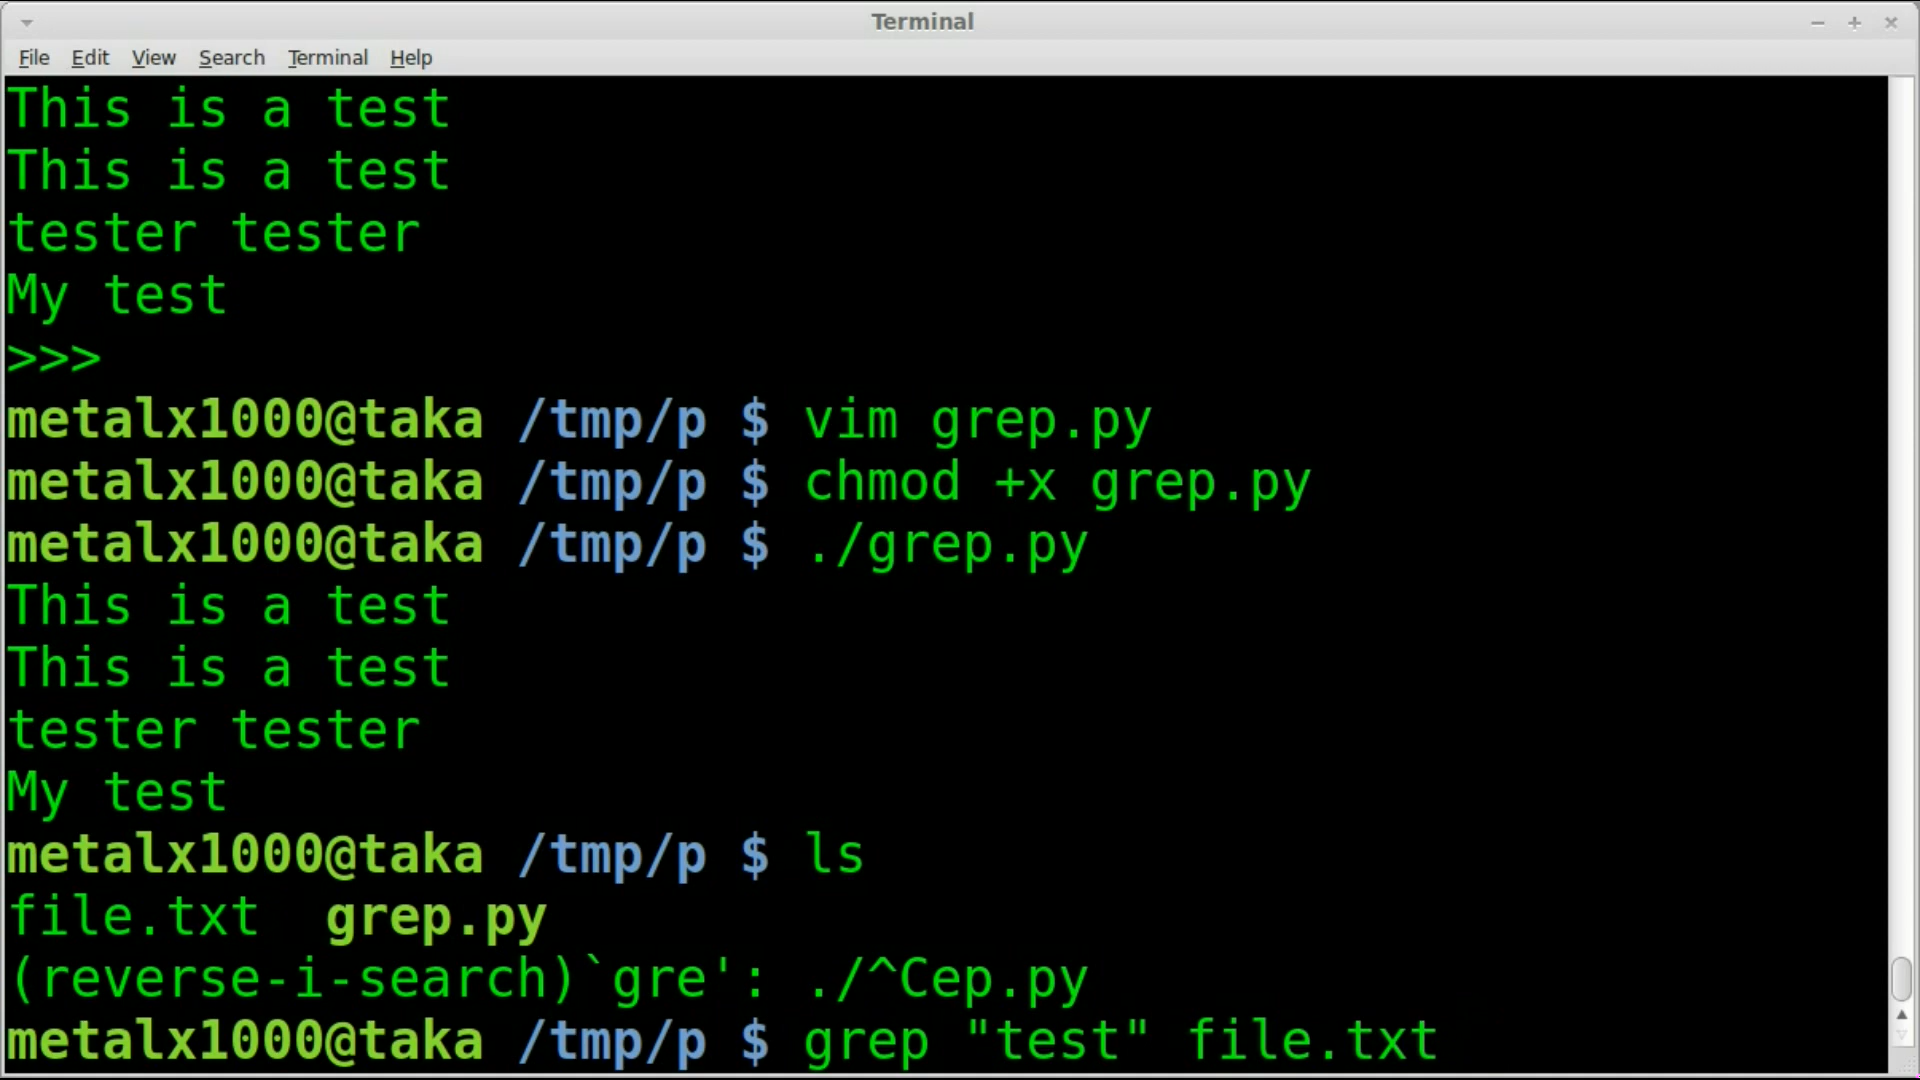 Terminal
File Edit View Search Terminal Help
This is a test
This is a test
tester tester
My test
>>>
metalx1000@taka /tmp/p $ vim grep.py
metalx1000@taka /tmp/p $ chmod +x grep.py
metalx1000@taka /tmp/p $ ./grep.py
This is a test
This is a test
tester tester
My test
metalx1000@taka /tmp/p $ ls
file.txt  grep.py
(reverse-i-search)`gre': ./^Cep.py
metalx1000@taka /tmp/p $ grep "test" file.txt